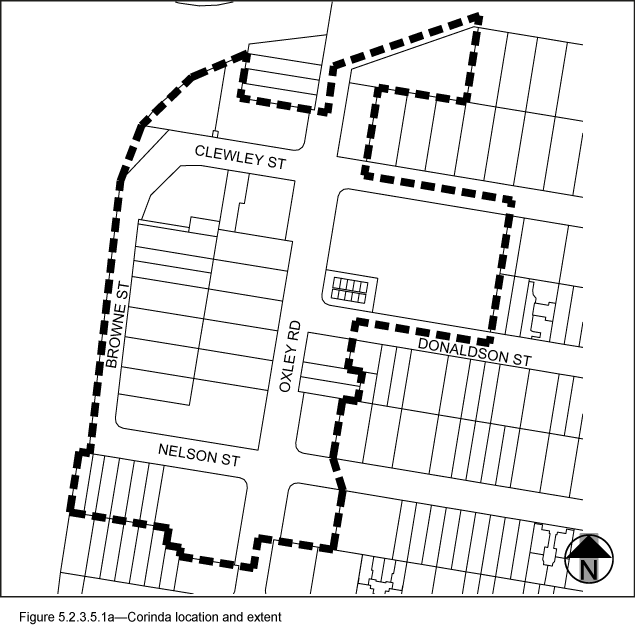 CLEWLEY ST
BROWNE ST
OXLEY RD
DONALDSON ST
NELSON ST
N
Figure 5.2.3.5.1a—Corinda location and extent